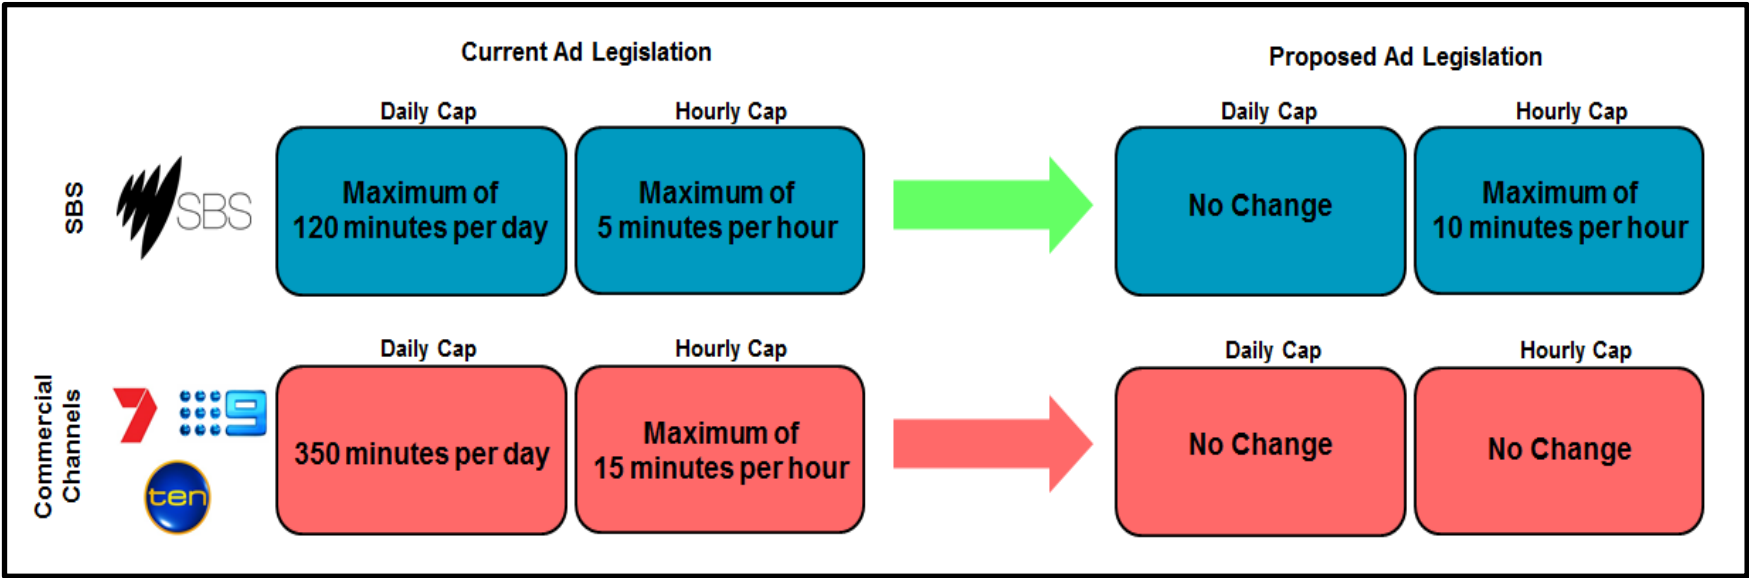 Current Ad Legislation
Proposed Ad Legislation
Daily Cap
Hourly Cap
Daily Cap
Hourly Cap
SBS
SBS
Maximum of
120 minutes per day
Maximum of
5 minutes per hour
No Change
Maximum of
10 minutes per hour
Daily Cap
Hourly Cap
Daily Cap
Hourly Cap
Commercial
Channels
7
9
ten
350 minutes per day
Maximum of
15 minutes per hour
No Change
No Change